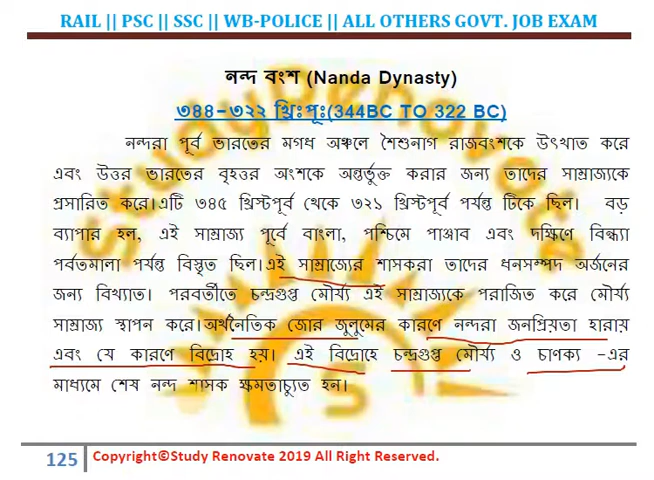 RAIL || PSC || SSC || WB-POLICE || ALL OTHERS GOVT. JOB EXAM
নন্দ বংশ (Nanda Dynasty)
৩৪৪-৩২২ খ্রিঃপূঃ(344BC TO 322 BC)
নন্দরা পূর্ব ভারতের মগধ অঞ্চলে শৈশুনাগ রাজবংশকে উৎখাত করে
এবং উত্তর ভারতের বৃহত্তর অংশকে অন্তর্ভুক্ত করার জন্য তাদের সাম্রাজ্যকে
প্রসারিত করে।এটি ৩৪৫ খ্রিস্টপূর্ব থেকে ৩২১ খ্রিস্টপূর্ব পর্যন্ত টিকে ছিল। বড়
ব্যাপার হল, এই সাম্রাজ্য পূর্বে বাংলা, পশ্চিমে পাঞ্জাব এবং দক্ষিণে বিন্ধ্যা
পর্বতমালা পর্যন্ত বিস্তৃত ছিল।এই সাম্রাজ্যের শাসকরা তাদের ধনসম্পদ অর্জনের
জন্য বিখ্যাত। পরবর্তীতে চন্দ্রগুপ্ত মৌর্য্য এই সাম্রাজ্যকে পরাজিত করে মৌর্য্য
সাম্রাজ্য স্থাপন করে।অর্থনৈতিক জোর জুলুমের কারণে নন্দরা জনপ্রিয়তা হারায়
এবং যে কারণে বিদ্রোহ হয়। এই বিদ্রোহে চন্দ্রগুপ্ত মৌর্য্য ও চাণক্য -এর
মাধ্যমে শেষ নন্দ শাসক ক্ষমতাচ্যুত হন।
StudyRenovate
125 Copyright©Study Renovate 2019 All Right Reserved.